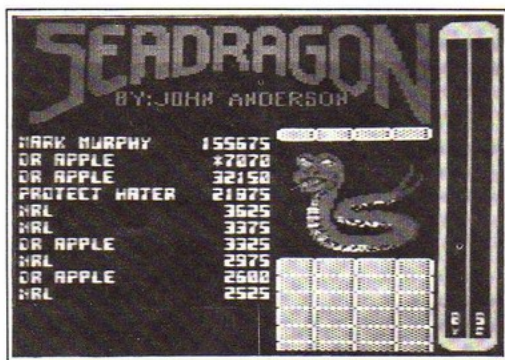 SEADRAGON
BY:JOHN ANDERSON
MARK MURPHY 155675
DR APPLE *7070
DR APPLE 32150
PROTECT HATER 21875
MRL 3625
MRL 3375
DR APPLE 3325
MRL 2975
DR APPLE 2600
MRL 2525